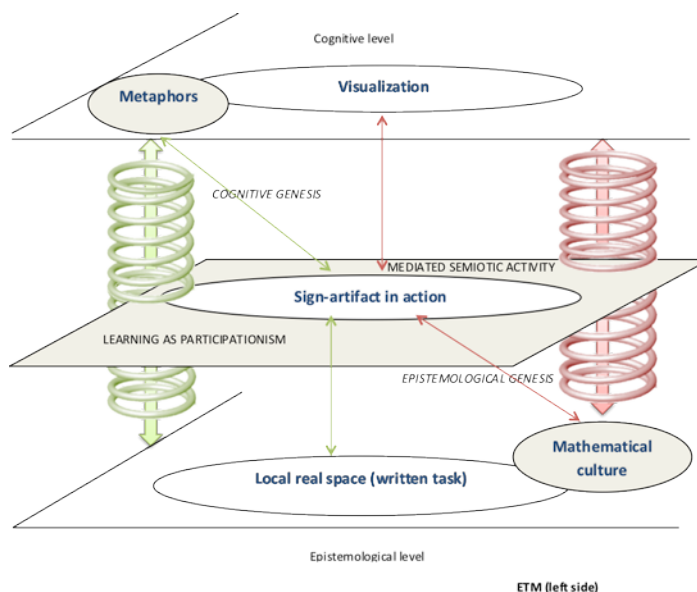 Cognitive level
Metaphors
Visualization
COGNITIVE GENESIS
MEDIATED SEMIOTIC ACTIVITY
Sign-artifact in action
LEARNING AS PARTICIPATIONISM
EPISTEMOLOGICAL GENESIS
Mathematical
culture
Local real space (written task)
Epistemological level
ETM (left side)